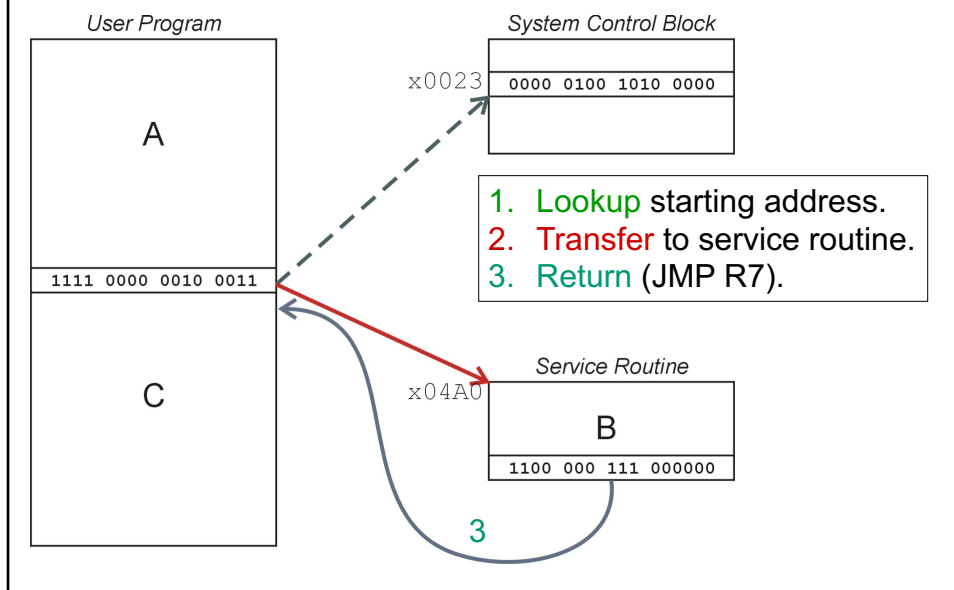 User Program
System Control Block
x0023
0000 0100 1010 0000
A
1. Lookup starting address.
2. Transfer to service routine.
3. Return (JMP R7).
1111 0000 0010 0011
Service Routine
x04A0
C
B
1100 000 111 000000
3